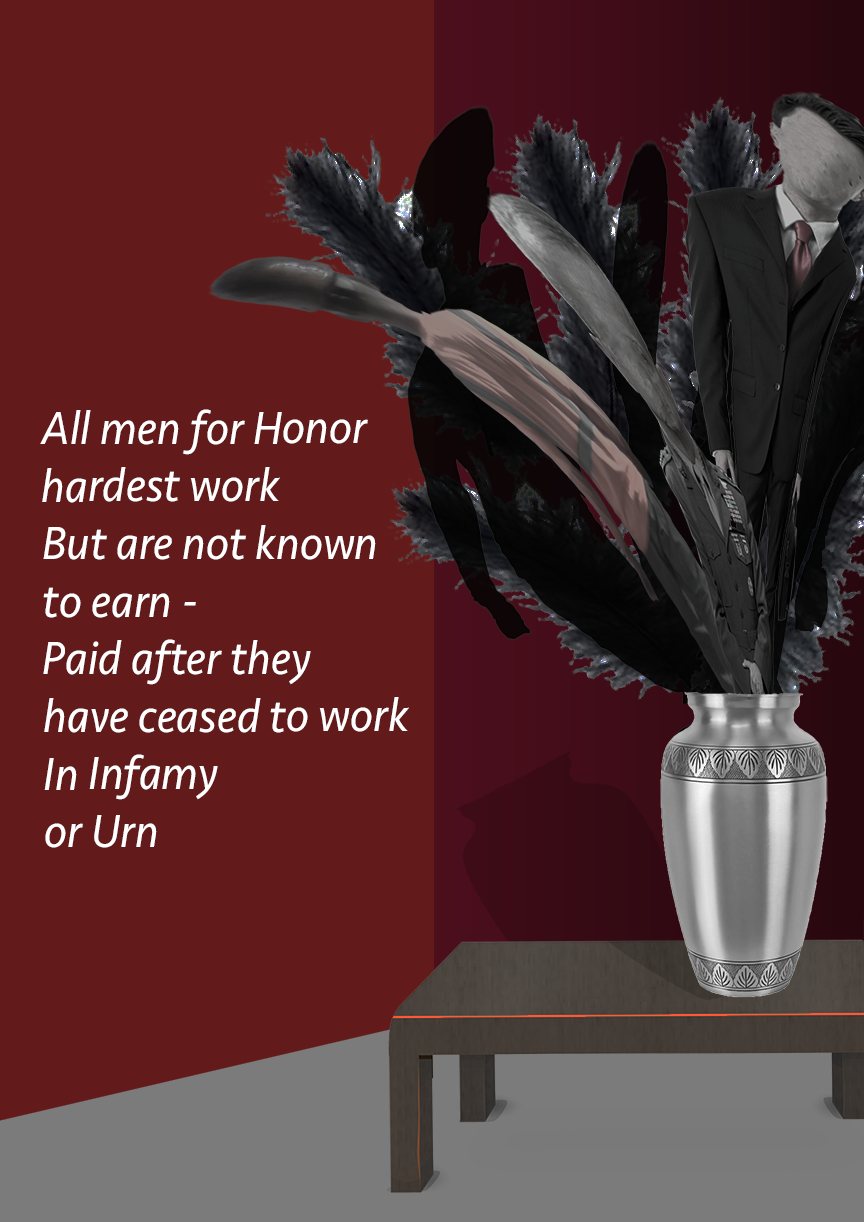 All men for Honor
hardest work
But are not known
to earn -
Paid after they
have ceased to work
In Infamy
or Urn